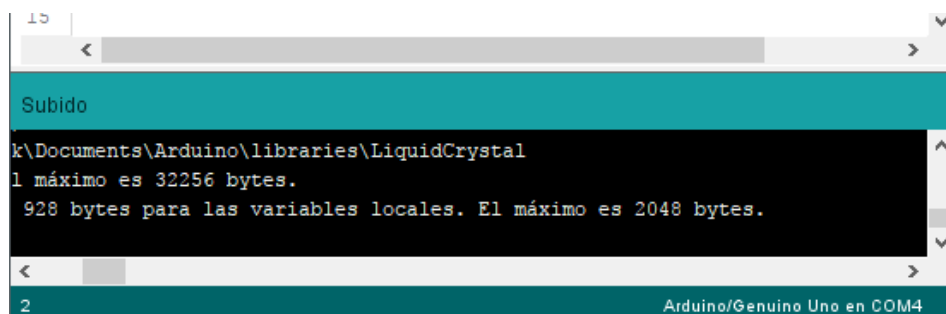 15
Subido
k\Documents\Arduino\libraries\LiquidCrystal
l máximo es 32256 bytes.
928 bytes para las variables locales. El máximo es 2048 bytes.
2 Arduino/Genuino Uno en COM4